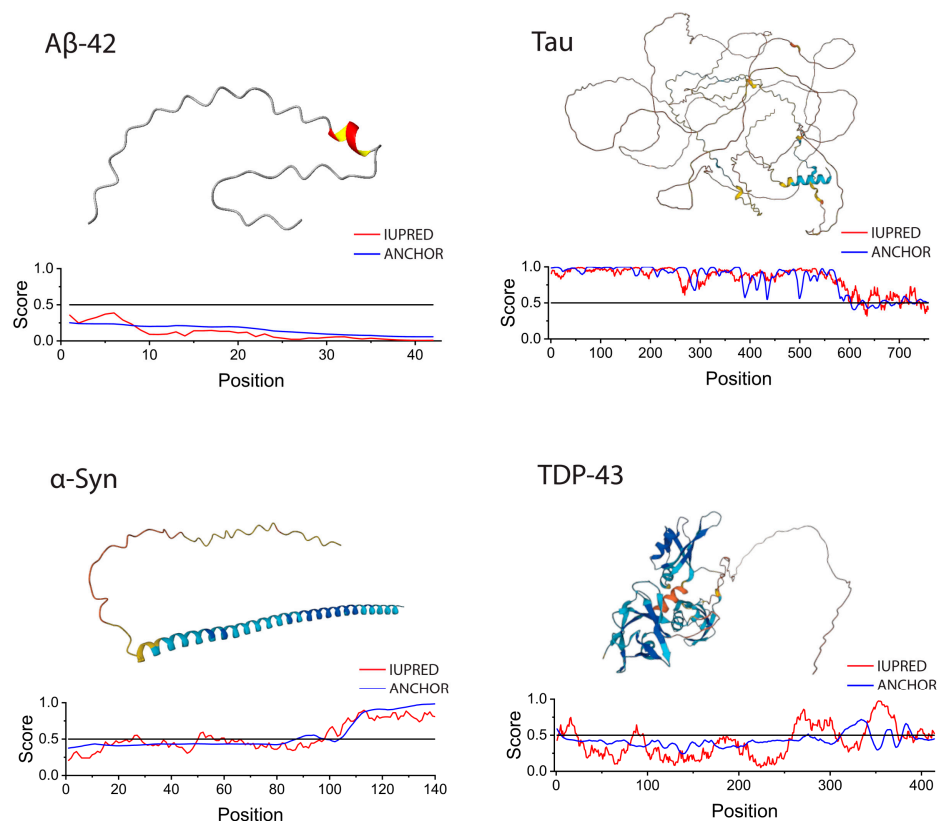 Aβ-42
Tau
IUPRED
ANCHOR
IUPRED
ANCHOR
1.0
0.5
0.0
Score
0 10 20 30 40
Position
1.0
0.5
0.0
Score
0 100 200 300 400 500 600 700
Position
α-Syn
TDP-43
IUPRED
ANCHOR
IUPRED
ANCHOR
1.0
0.5
0.0
Score
0 20 40 60 80 100 120 140
Position
1.0
0.5
0.0
Score
0 100 200 300 400
Position